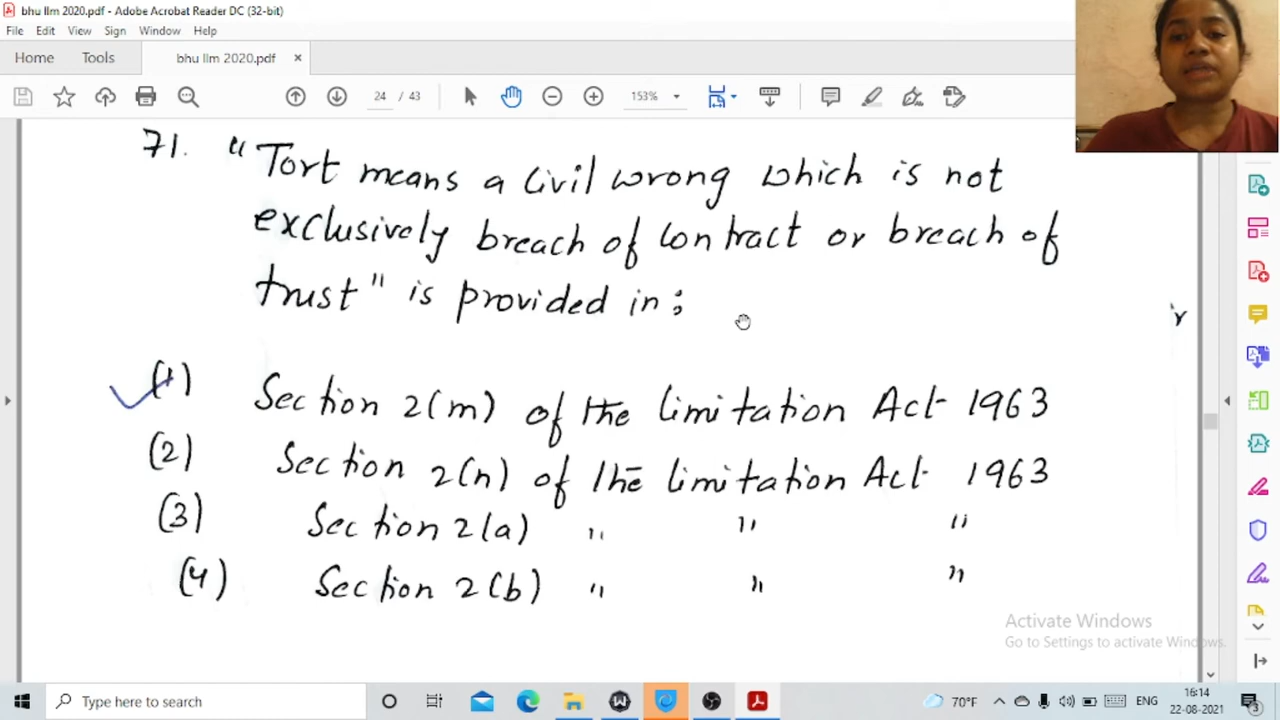 bhu llm 2020.pdf - Adobe Acrobat Reader DC (32-bit)
File Edit View Sign Window Help
Home Tools bhu llm 2020.pdf ×
24 / 43 153%
71. "Tort means a Civil wrong which is not
exclusively breach of Contract or breach of
trust" is provided in:
(1) Section 2(m) of the limitation Act 1963
(2) Section 2(n) of the limitation Act 1963
(3) Section 2(a) " " "
(4) Section 2(b) " " "
Activate Windows
Go to Settings to activate Windows.
Type here to search
70°F ENG 16:14
22-08-2021
3